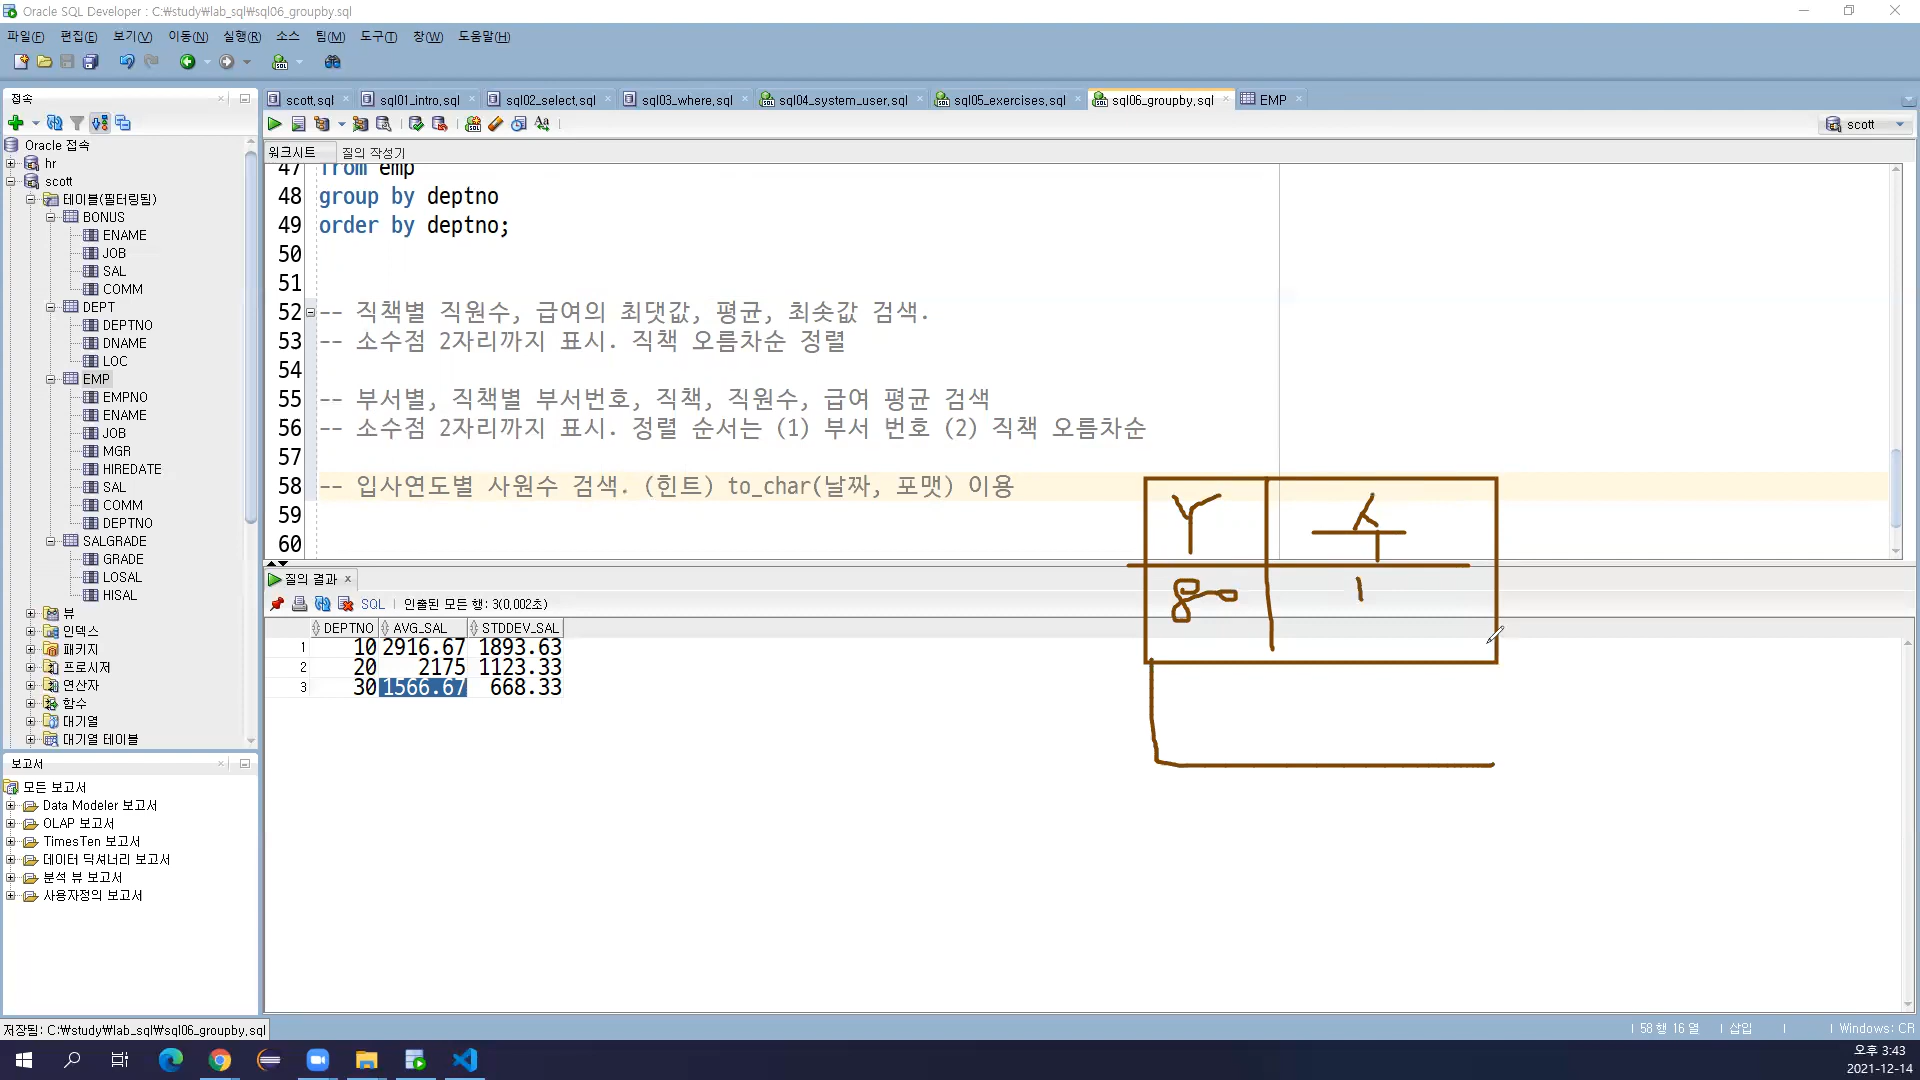 Oracle SQL Developer : C:₩study₩lab_sql₩sql06_groupby.sql
파일(F) 편집(E) 보기(V) 이동(N) 실행(R) 소스 팀(M) 도구(T) 창(W) 도움말(H)
접속
scott.sql sql01_intro.sql sql02_select.sql sql03_where.sql sql04_system_user.sql sql05_exercises.sql sql06_groupby.sql EMP
scott
워크시트 질의 작성기
Oracle 접속
hr
scott
테이블(필터링됨)
BONUS
ENAME
JOB
SAL
COMM
DEPT
DEPTNO
DNAME
LOC
EMP
EMPNO
ENAME
JOB
MGR
HIREDATE
SAL
COMM
DEPTNO
SALGRADE
GRADE
LOSAL
HISAL
뷰
인덱스
패키지
프로시저
연산자
함수
대기열
대기열 테이블
47 from emp
48 group by deptno
49 order by deptno;
50
51
52 -- 직책별 직원수, 급여의 최댓값, 평균, 최솟값 검색.
53 -- 소수점 2자리까지 표시. 직책 오름차순 정렬
54
55 -- 부서별, 직책별 부서번호, 직책, 직원수, 급여 평균 검색
56 -- 소수점 2자리까지 표시. 정렬 순서는 (1) 부서 번호 (2) 직책 오름차순
57
58 -- 입사연도별 사원수 검색. (힌트) to_char(날짜, 포맷) 이용
59
60
Y 수
80 1
질의 결과
SQL 인출된 모든 행: 3(0,002초)
DEPTNO AVG_SAL STDDEV_SAL
1 10 2916.67 1893.63
2 20 2175 1123.33
3 30 1566.67 668.33
보고서
모든 보고서
Data Modeler 보고서
OLAP 보고서
TimesTen 보고서
데이터 딕셔너리 보고서
분석 뷰 보고서
사용자정의 보고서
저장됨: C:₩study₩lab_sql₩sql06_groupby.sql
58 행 16 열 삽입 Windows: CR
SQL
오후 3:43
2021-12-14